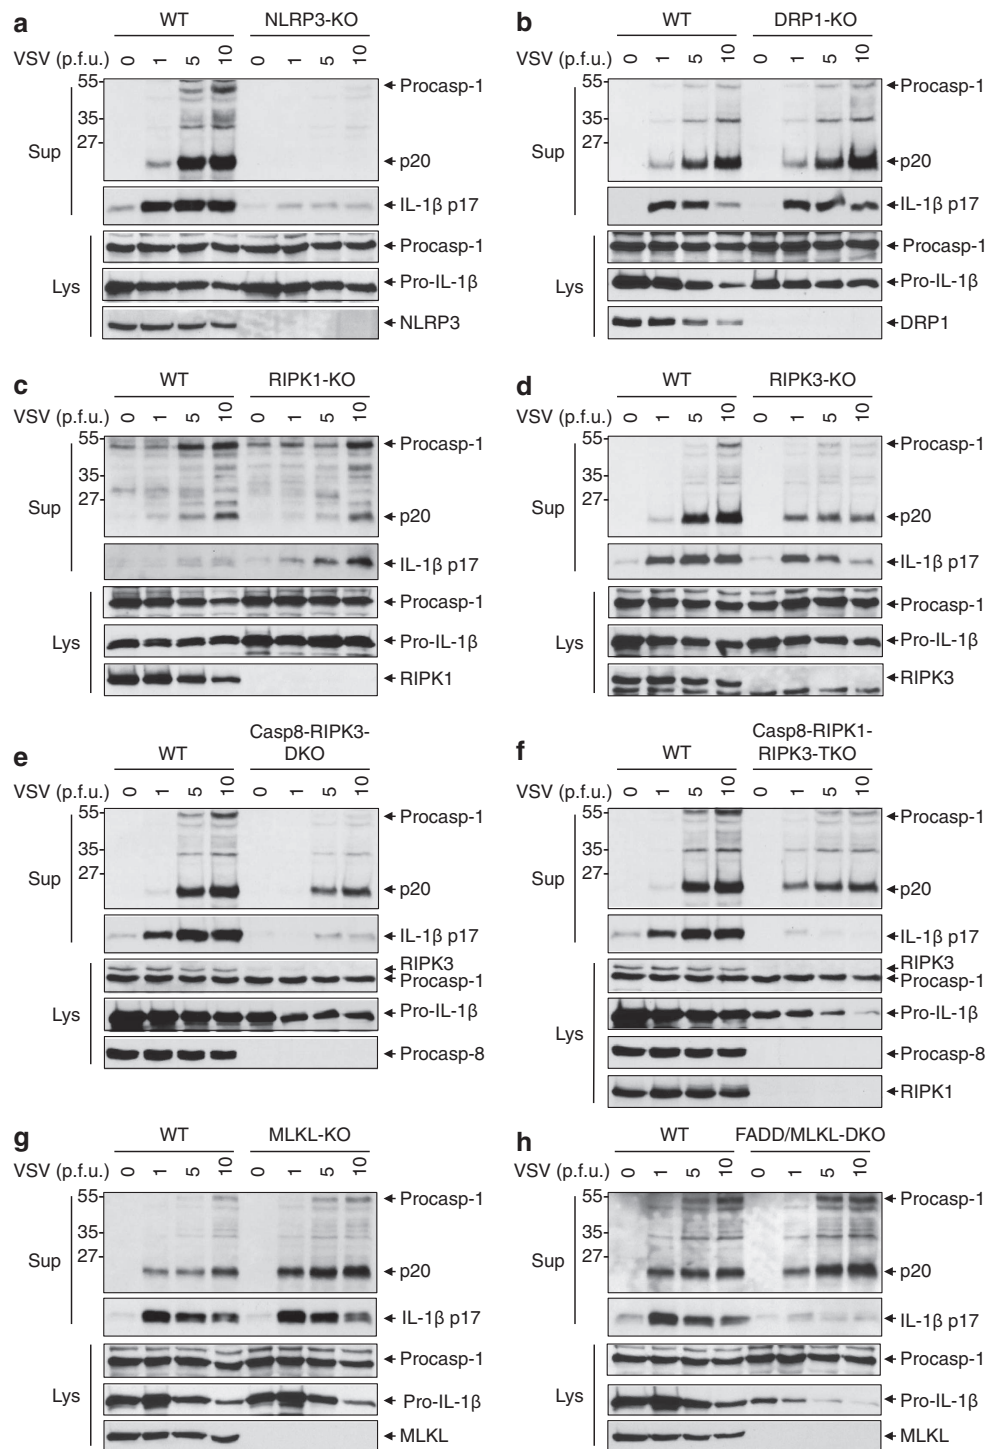 a
WT NLRP3-KO
VSV (p.f.u.) 0 1 5 10 0 1 5 10
55
35
27
Sup
Procasp-1
p20
IL-1β p17
Lys
Procasp-1
Pro-IL-1β
NLRP3
b
WT DRP1-KO
VSV (p.f.u.) 0 1 5 10 0 1 5 10
55
35
27
Sup
Procasp-1
p20
IL-1β p17
Lys
Procasp-1
Pro-IL-1β
DRP1
c
WT RIPK1-KO
VSV (p.f.u.) 0 1 5 10 0 1 5 10
55
35
27
Sup
Procasp-1
p20
IL-1β p17
Lys
Procasp-1
Pro-IL-1β
RIPK1
d
WT RIPK3-KO
VSV (p.f.u.) 0 1 5 10 0 1 5 10
55
35
27
Sup
Procasp-1
p20
IL-1β p17
Lys
Procasp-1
Pro-IL-1β
RIPK3
e
WT
Casp8-RIPK3-
DKO
VSV (p.f.u.) 0 1 5 10 0 1 5 10
55
35
27
Sup
Procasp-1
p20
IL-1β p17
Lys
RIPK3
Procasp-1
Pro-IL-1β
Procasp-8
f
WT
Casp8-RIPK1-
RIPK3-TKO
VSV (p.f.u.) 0 1 5 10 0 1 5 10
55
35
27
Sup
Procasp-1
p20
IL-1β p17
Lys
RIPK3
Procasp-1
Pro-IL-1β
Procasp-8
RIPK1
g
WT MLKL-KO
VSV (p.f.u.) 0 1 5 10 0 1 5 10
55
35
27
Sup
Procasp-1
p20
IL-1β p17
Lys
Procasp-1
Pro-IL-1β
MLKL
h
WT FADD/MLKL-DKO
VSV (p.f.u.) 0 1 5 10 0 1 5 10
55
35
27
Sup
Procasp-1
p20
IL-1β p17
Lys
Procasp-1
Pro-IL-1β
MLKL